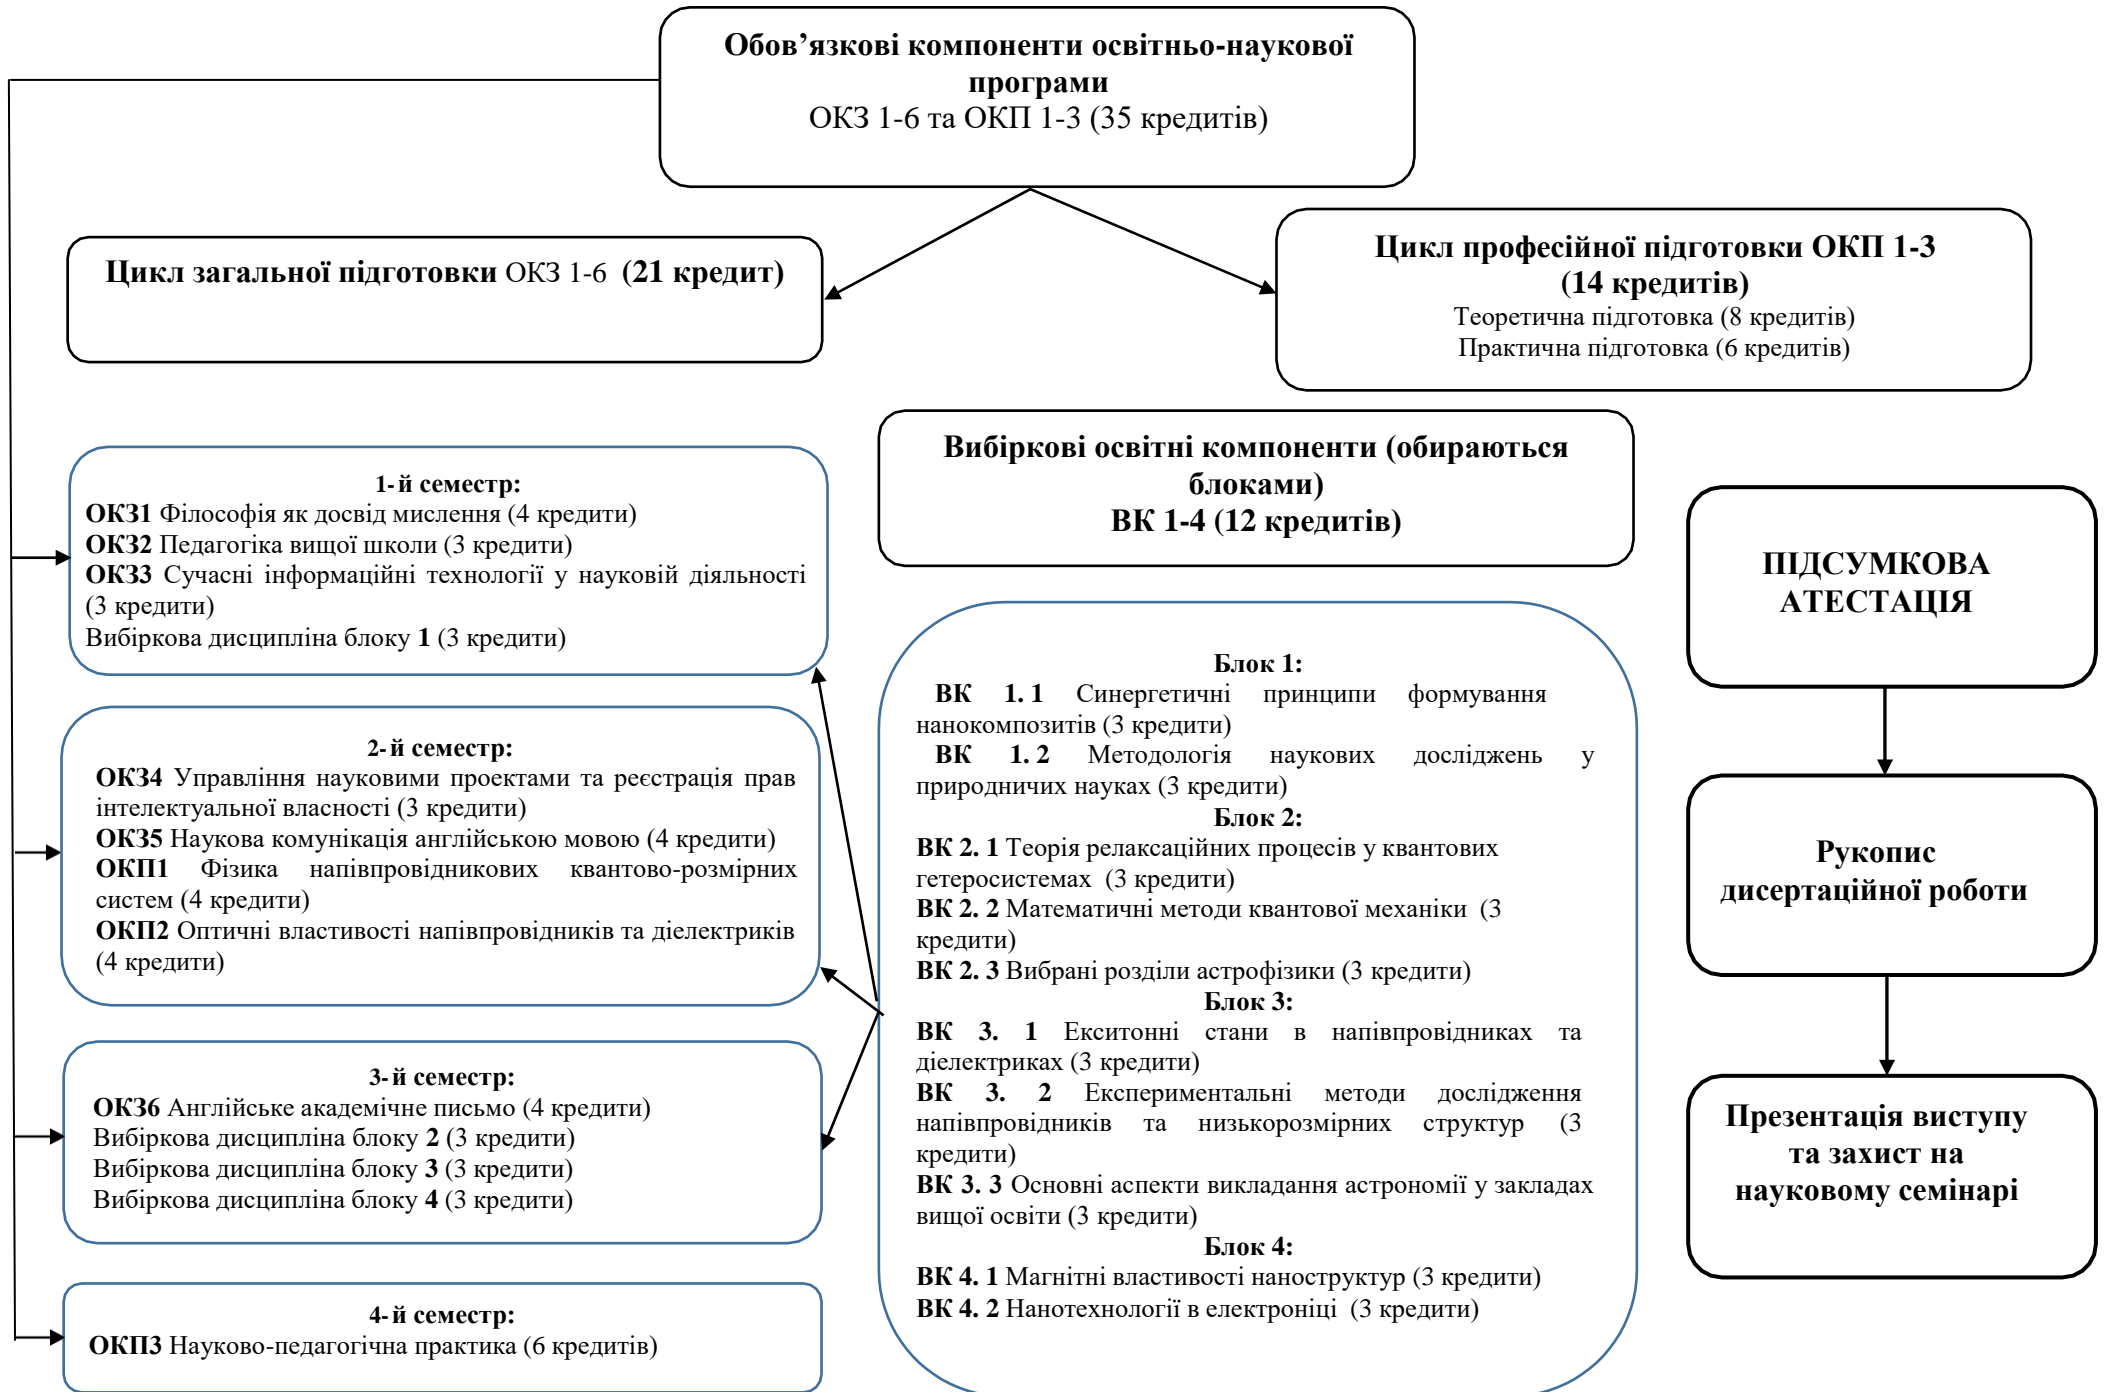 Обов’язкові компоненти освітньо-наукової
програми
ОКЗ 1-6 та ОКП 1-3 (35 кредитів)
Цикл загальної підготовки ОКЗ 1-6 (21 кредит)
Цикл професійної підготовки ОКП 1-3
(14 кредитів)
Теоретична підготовка (8 кредитів)
Практична підготовка (6 кредитів)
1-й семестр:
ОКЗ1 Філософія як досвід мислення (4 кредити)
ОКЗ2 Педагогіка вищої школи (3 кредити)
ОКЗ3 Сучасні інформаційні технології у науковій діяльності
(3 кредити)
Вибіркова дисципліна блоку 1 (3 кредити)
2-й семестр:
ОКЗ4 Управління науковими проектами та реєстрація прав
інтелектуальної власності (3 кредити)
ОКЗ5 Наукова комунікація англійською мовою (4 кредити)
ОКП1 Фізика напівпровідникових квантово-розмірних
систем (4 кредити)
ОКП2 Оптичні властивості напівпровідників та діелектриків
(4 кредити)
3-й семестр:
ОКЗ6 Англійське академічне письмо (4 кредити)
Вибіркова дисципліна блоку 2 (3 кредити)
Вибіркова дисципліна блоку 3 (3 кредити)
Вибіркова дисципліна блоку 4 (3 кредити)
4-й семестр:
ОКП3 Науково-педагогічна практика (6 кредитів)
Вибіркові освітні компоненти (обираються
блоками)
ВК 1-4 (12 кредитів)
Блок 1:
ВК 1. 1 Синергетичні принципи формування
нанокомпозитів (3 кредити)
ВК 1. 2 Методологія наукових досліджень у
природничих науках (3 кредити)
Блок 2:
ВК 2. 1 Теорія релаксаційних процесів у квантових
гетеросистемах (3 кредити)
ВК 2. 2 Математичні методи квантової механіки (3
кредити)
ВК 2. 3 Вибрані розділи астрофізики (3 кредити)
Блок 3:
ВК 3. 1 Екситонні стани в напівпровідниках та
діелектриках (3 кредити)
ВК 3. 2 Експериментальні методи дослідження
напівпровідників та низькорозмірних структур (3
кредити)
ВК 3. 3 Основні аспекти викладання астрономії у закладах
вищої освіти (3 кредити)
Блок 4:
ВК 4. 1 Магнітні властивості наноструктур (3 кредити)
ВК 4. 2 Нанотехнології в електроніці (3 кредити)
ПІДСУМКОВА
АТЕСТАЦІЯ
Рукопис
дисертаційної роботи
Презентація виступу
та захист на
науковому семінарі